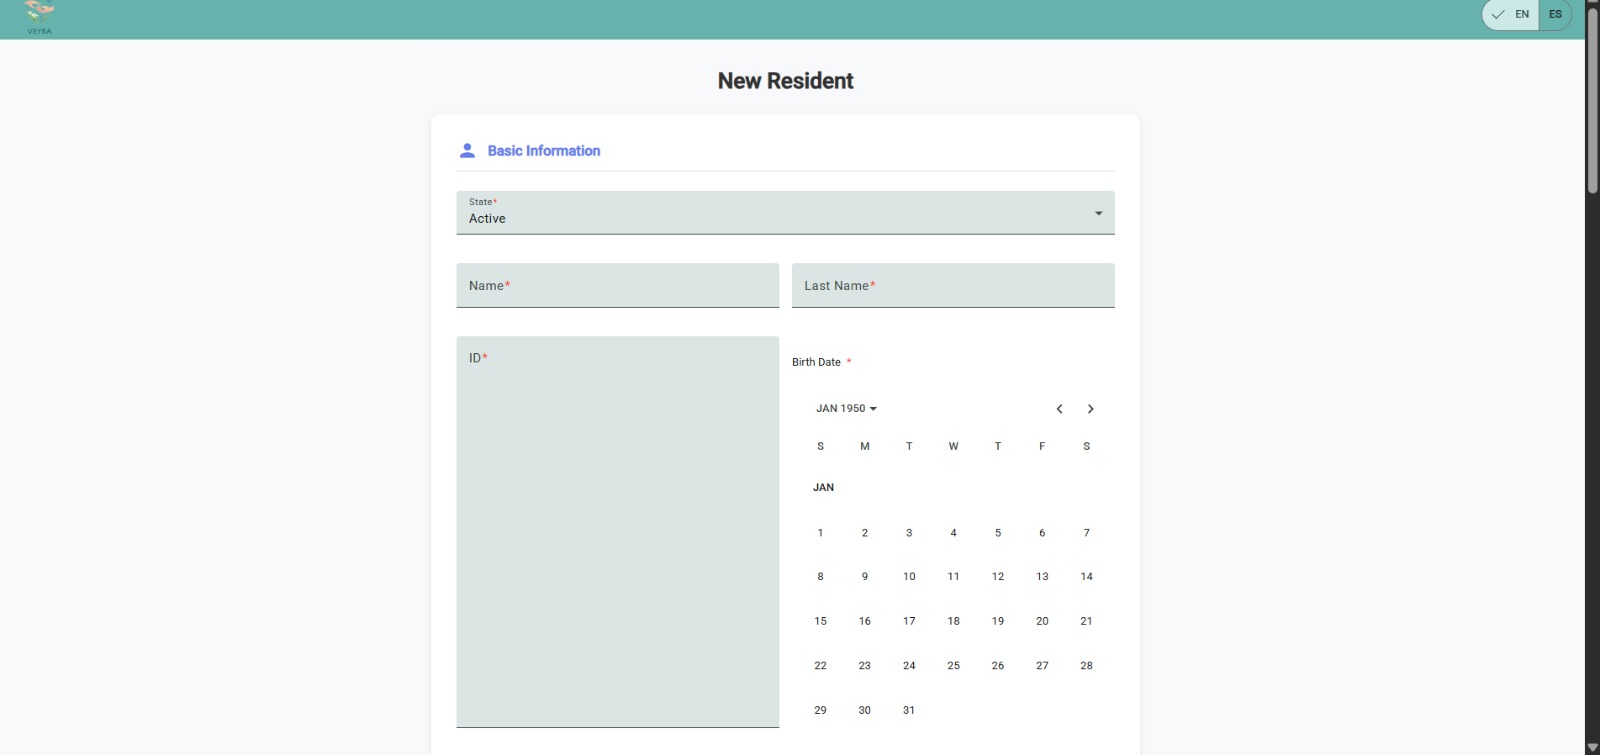 VEYRA
EN ES
New Resident
Basic Information
State*
Active
Name*
Last Name*
ID*
Birth Date *
JAN 1950
S M T W T F S
JAN
1 2 3 4 5 6 7
8 9 10 11 12 13 14
15 16 17 18 19 20 21
22 23 24 25 26 27 28
29 30 31